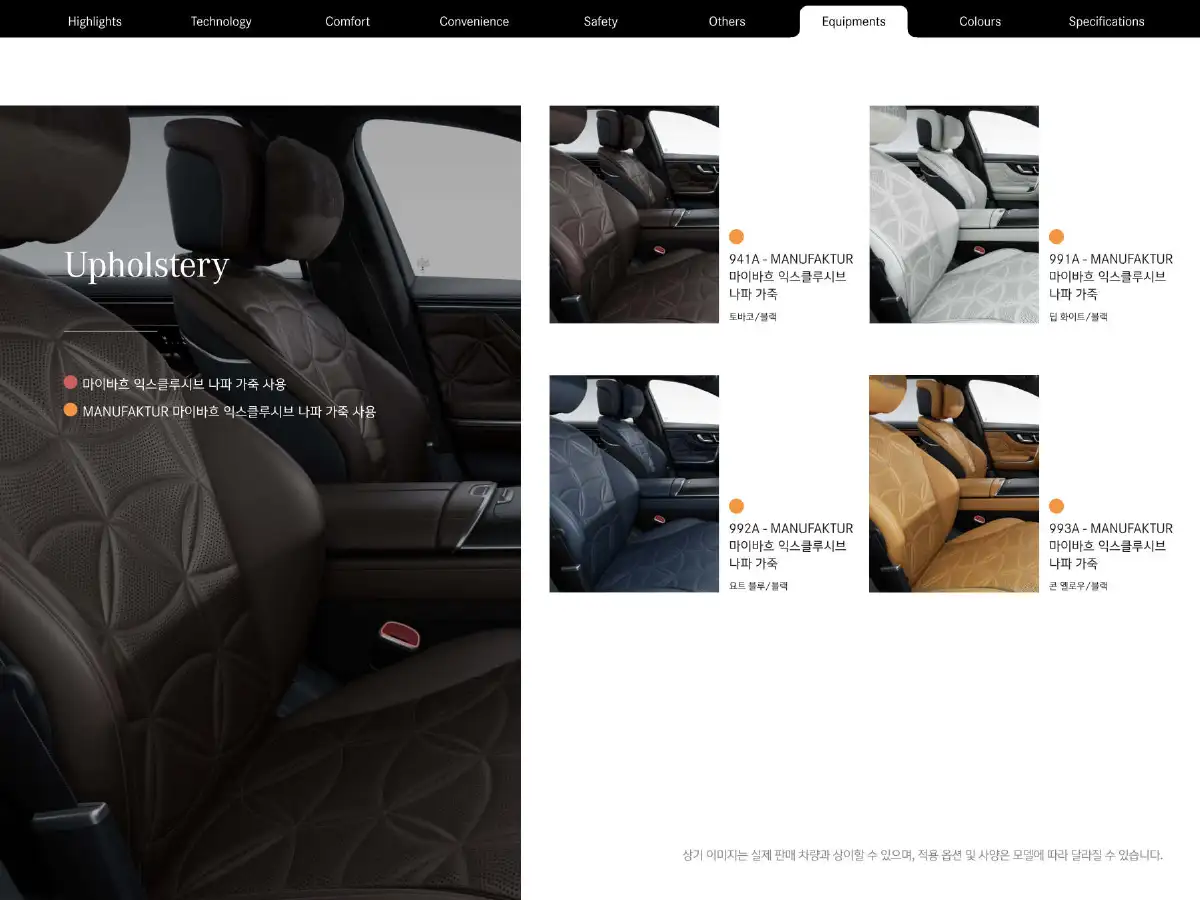 Highlights
Technology
Comfort
Convenience
Safety
Others
Equipments
Colours
Specifications
Upholstery
마이바흐 익스클루시브 나파 가죽 사용
MANUFAKTUR 마이바흐 익스클루시브 나파 가죽 사용
941A - MANUFAKTUR
마이바흐 익스클루시브
나파 가죽
토바코/블랙
991A - MANUFAKTUR
마이바흐 익스클루시브
나파 가죽
딥 화이트/블랙
992A - MANUFAKTUR
마이바흐 익스클루시브
나파 가죽
요트 블루/블랙
993A - MANUFAKTUR
마이바흐 익스클루시브
나파 가죽
콘 옐로우/블랙
상기 이미지는 실제 판매 차량과 상이할 수 있으며, 적용 옵션 및 사양은 모델에 따라 달라질 수 있습니다.